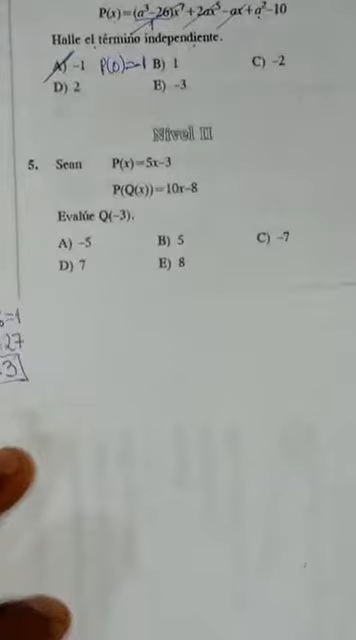 P(x)=(a³–26)x⁷+2ax⁵–ax+a²–10
Halle el término independiente.
A) –1 P(0)=-1 B) 1 C) –2
D) 2 E) –3
Nivel II
5. Sean P(x)=5x–3
P(Q(x))=10x–8
Evalúe Q(–3).
A) –5 B) 5 C) –7
D) 7 E) 8
=1
27
3